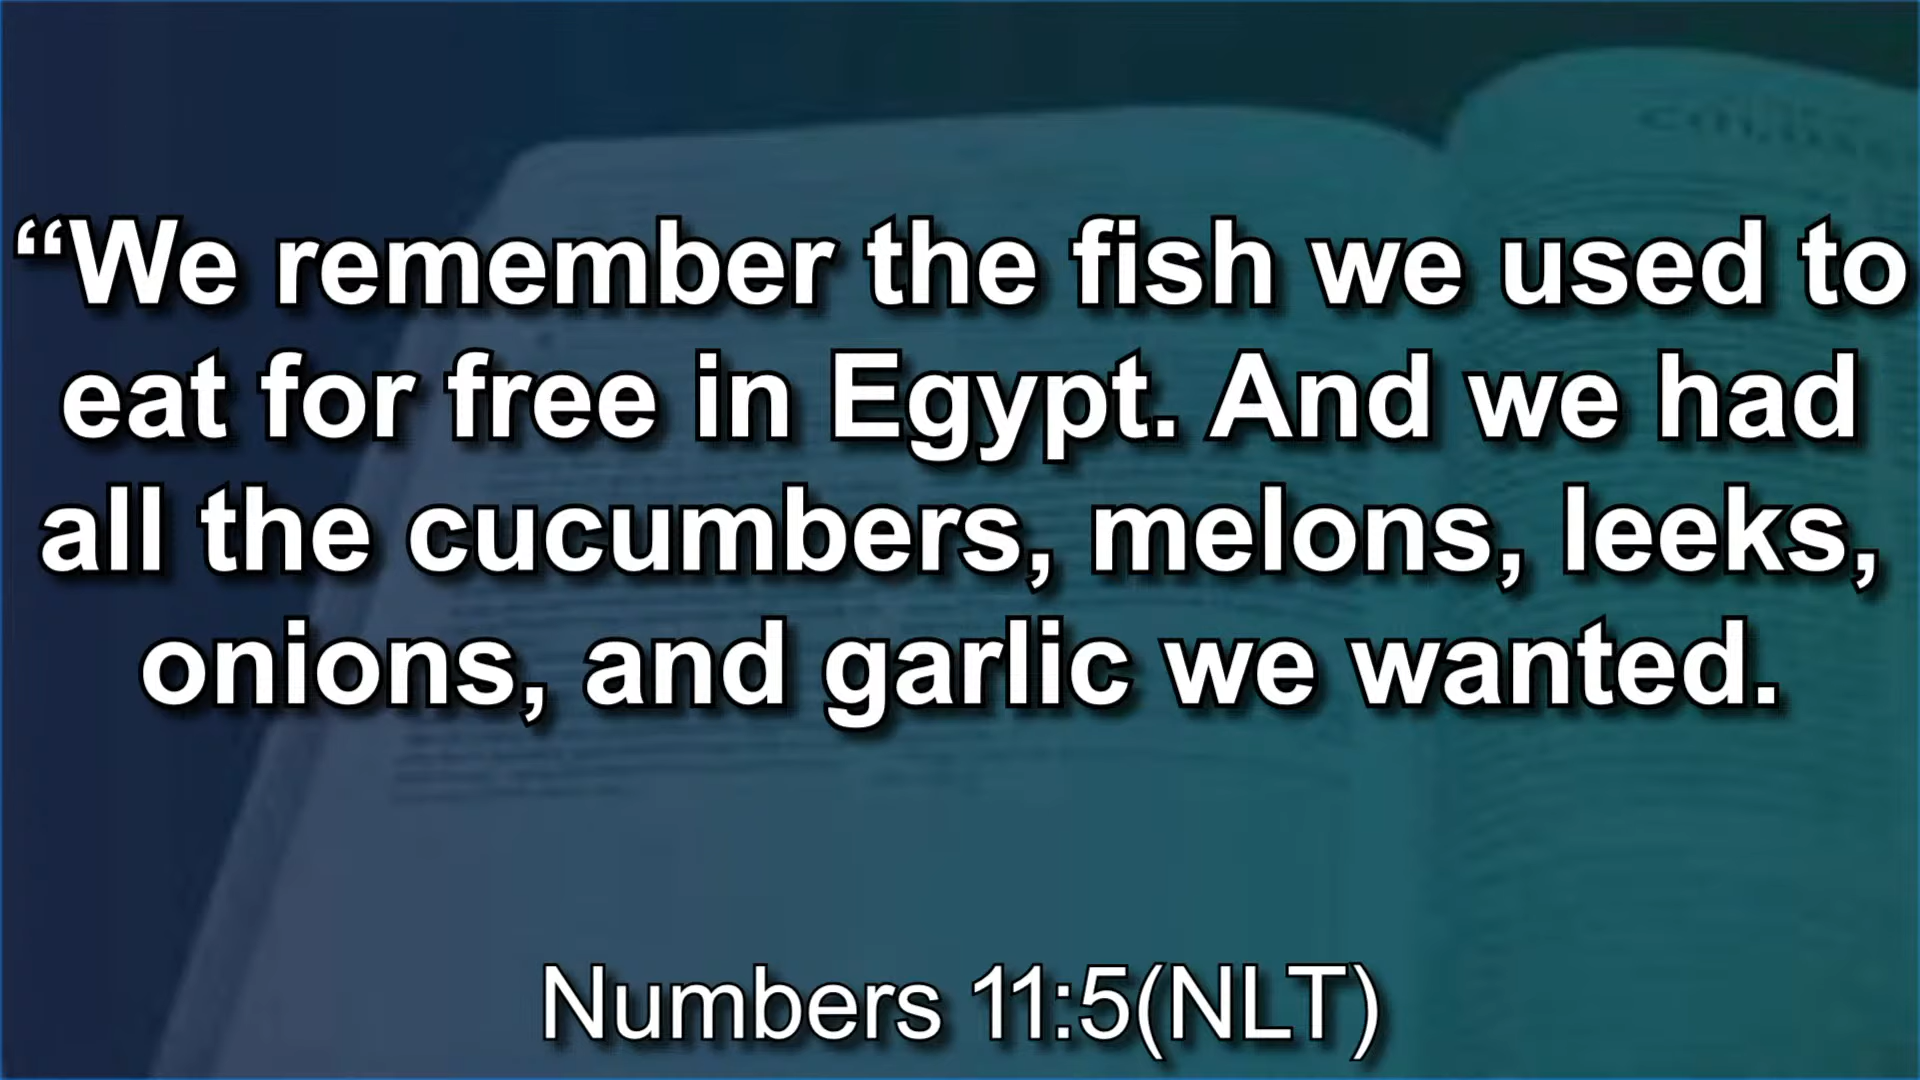 “We remember the fish we used to
eat for free in Egypt. And we had
all the cucumbers, melons, leeks,
onions, and garlic we wanted.
Numbers 11:5(NLT)